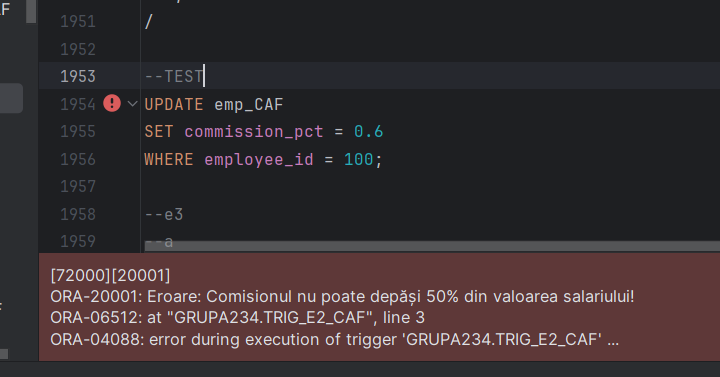 AF
1951 /
1952
1953 --TEST
1954 UPDATE emp_CAF
1955 SET commission_pct = 0.6
1956 WHERE employee_id = 100;
1957
1958 --e3
1959 --a
[72000][20001]
ORA-20001: Eroare: Comisionul nu poate depăși 50% din valoarea salariului!
ORA-06512: at "GRUPA234.TRIG_E2_CAF", line 3
ORA-04088: error during execution of trigger 'GRUPA234.TRIG_E2_CAF' ...